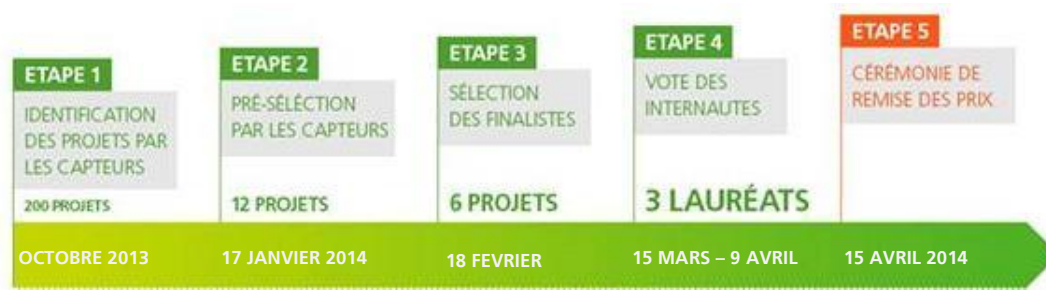 ETAPE 1
IDENTIFICATION
DES PROJETS PAR
LES CAPTEURS
200 PROJETS
OCTOBRE 2013
ETAPE 2
PRÉ-SÉLÉCTION
PAR LES CAPTEURS
12 PROJETS
17 JANVIER 2014
ETAPE 3
SÉLECTION
DES FINALISTES
6 PROJETS
18 FEVRIER
ETAPE 4
VOTE DES
INTERNAUTES
3 LAURÉATS
15 MARS – 9 AVRIL
ETAPE 5
CÉRÉMONIE DE
REMISE DES PRIX
15 AVRIL 2014